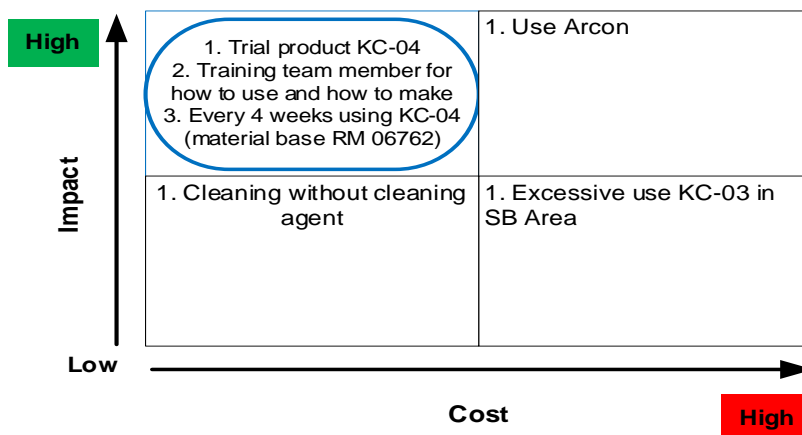 High
1. Trial product KC-04
2. Training team member for
how to use and how to make
3. Every 4 weeks using KC-04
(material base RM 06762)
1. Use Arcon
Impact
1. Cleaning without cleaning
agent
1. Excessive use KC-03 in
SB Area
Low
Cost
High